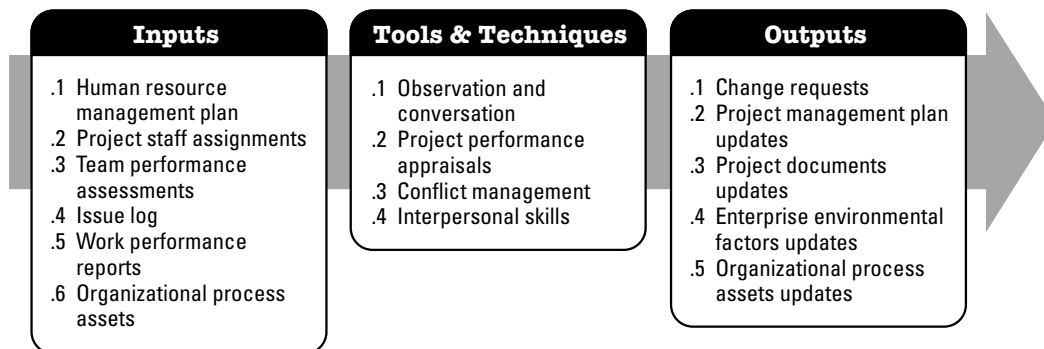 Inputs
.1 Human resource
management plan
.2 Project staff assignments
.3 Team performance
assessments
.4 Issue log
.5 Work performance
reports
.6 Organizational process
assets
Tools & Techniques
.1 Observation and
conversation
.2 Project performance
appraisals
.3 Conflict management
.4 Interpersonal skills
Outputs
.1 Change requests
.2 Project management plan
updates
.3 Project documents
updates
.4 Enterprise environmental
factors updates
.5 Organizational process
assets updates